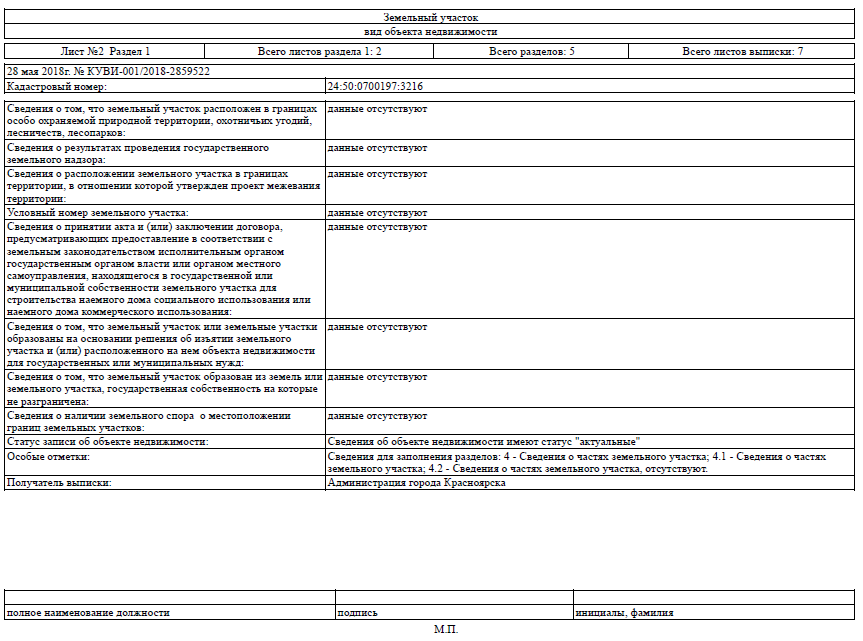 Земельный участок
вид объекта недвижимости
Лист №2 Раздел 1 Всего листов раздела 1: 2 Всего разделов: 5 Всего листов выписки: 7
28 мая 2018г. № КУВИ-001/2018-2859522
Кадастровый номер: 24:50:0700197:3216
Сведения о том, что земельный участок расположен в границах данные отсутствуют
особо охраняемой природной территории, охотничьих угодий,
лесничеств, лесопарков:
Сведения о результатах проведения государственного данные отсутствуют
земельного надзора:
Сведения о расположении земельного участка в границах данные отсутствуют
территории, в отношении которой утвержден проект межевания
территории:
Условный номер земельного участка: данные отсутствуют
Сведения о принятии акта и (или) заключении договора, данные отсутствуют
предусматривающих предоставление в соответствии с
земельным законодательством исполнительным органом
государственным органом власти или органом местного
самоуправления, находящегося в государственной или
муниципальной собственности земельного участка для
строительства наемного дома социального использования или
наемного дома коммерческого использования:
Сведения о том, что земельный участок или земельные участки данные отсутствуют
образованы на основании решения об изъятии земельного
участка и (или) расположенного на нем объекта недвижимости
для государственных или муниципальных нужд:
Сведения о том, что земельный участок образован из земель или данные отсутствуют
земельного участка, государственная собственность на которые
не разграничена:
Сведения о наличии земельного спора о местоположении данные отсутствуют
границ земельных участков:
Статус записи об объекте недвижимости: Сведения об объекте недвижимости имеют статус "актуальные"
Особые отметки: Сведения для заполнения разделов: 4 - Сведения о частях земельного участка; 4.1 - Сведения о частях
земельного участка; 4.2 - Сведения о частях земельного участка, отсутствуют.
Получатель выписки: Администрация города Красноярска
полное наименование должности подпись инициалы, фамилия
М.П.